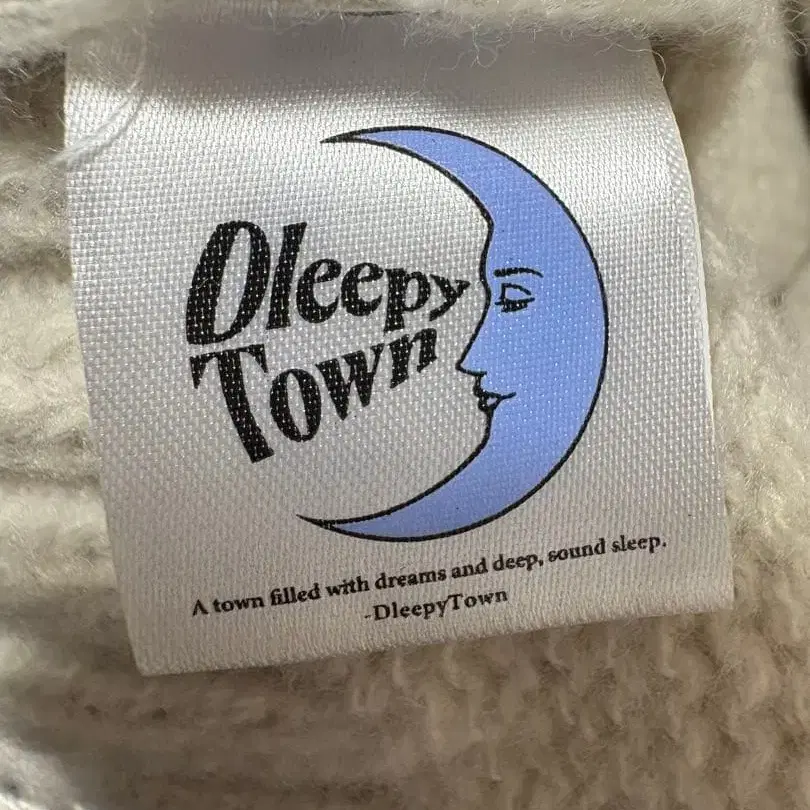 Dleepy
Town
A town filled with dreams and deep, sound sleep.
-DleepyTown